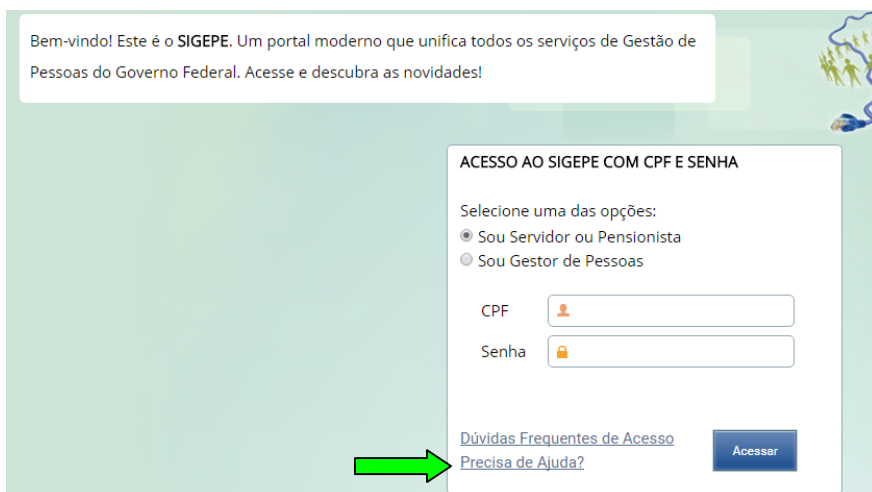 Bem-vindo! Este é o SIGEPE. Um portal moderno que unifica todos os serviços de Gestão de
Pessoas do Governo Federal. Acesse e descubra as novidades!
ACESSO AO SIGEPE COM CPF E SENHA
Selecione uma das opções:
Sou Servidor ou Pensionista
Sou Gestor de Pessoas
CPF
Senha
Dúvidas Frequentes de Acesso
Precisa de Ajuda?
Acessar